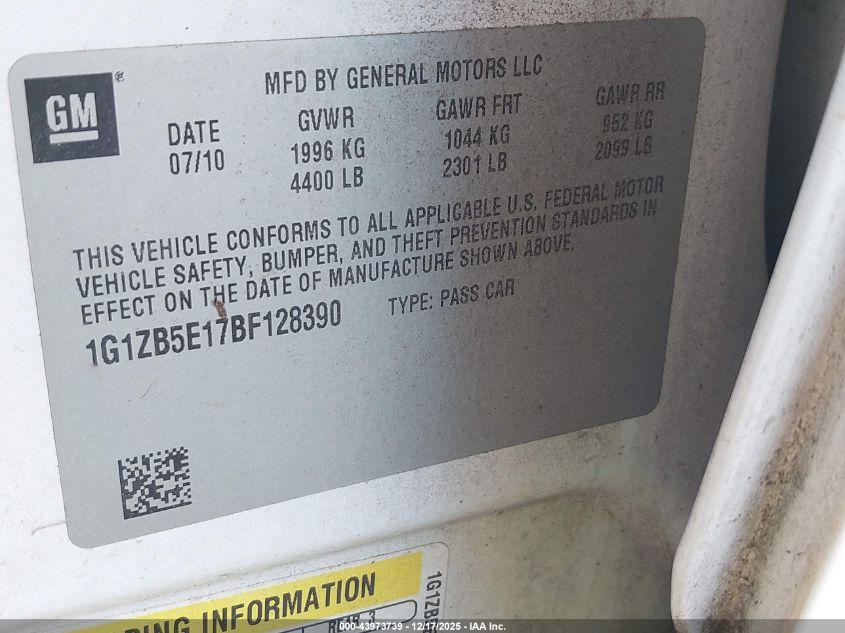 GM®
MFD BY GENERAL MOTORS LLC
DATE
07/10
GVWR
1996 KG
4400 LB
GAWR FRT
1044 KG
2301 LB
GAWR RR
952 KG
2099 LB
THIS VEHICLE CONFORMS TO ALL APPLICABLE U.S. FEDERAL MOTOR
VEHICLE SAFETY, BUMPER, AND THEFT PREVENTION STANDARDS IN
EFFECT ON THE DATE OF MANUFACTURE SHOWN ABOVE.
1G1ZB5E17BF128390
TYPE: PASS CAR
ING INFORMATION
1G1ZB
000-43973739 - 12/17/2025 - IAA Inc.